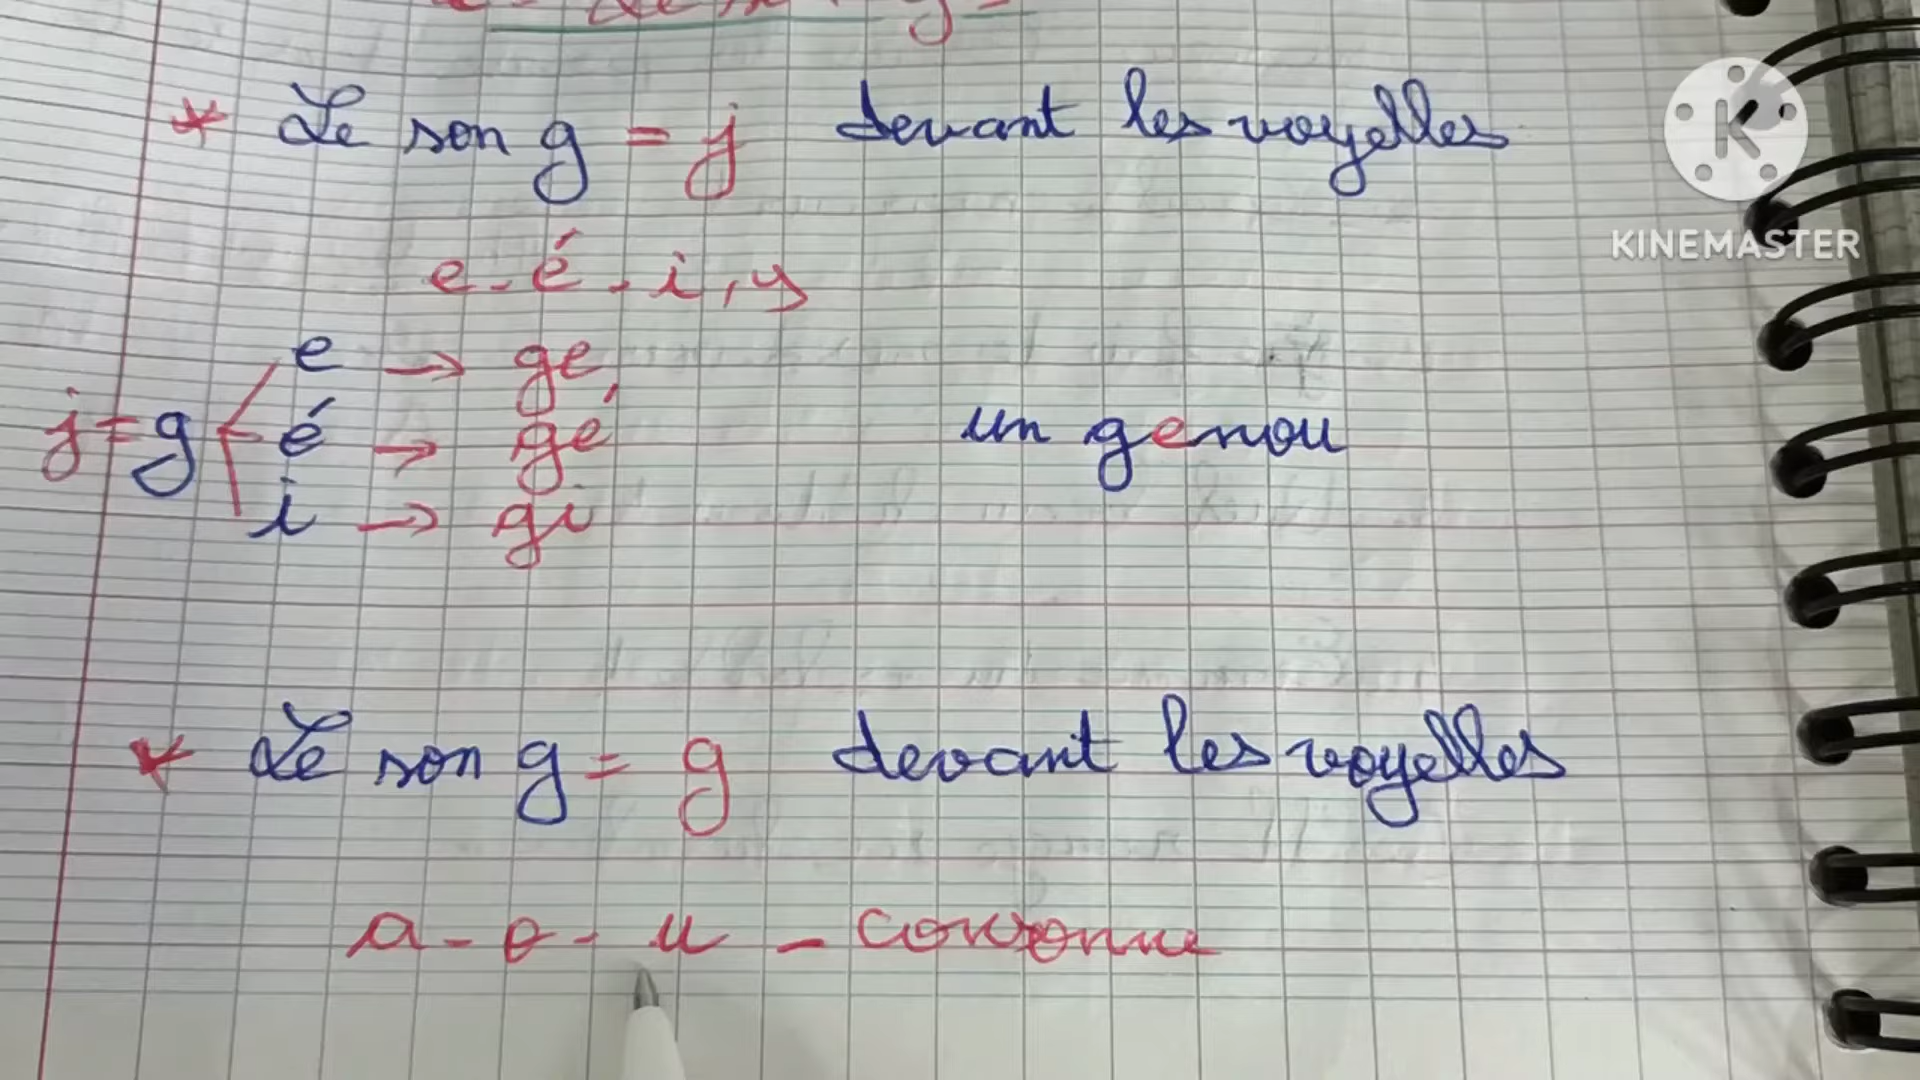 * Le son g = j devant les voyelles
KINEMASTER
e - é - i, y
e → ge
j = g é → gé
un genou
i → gi
* Le son g = g devant les voyelles
a - o - u - consonne